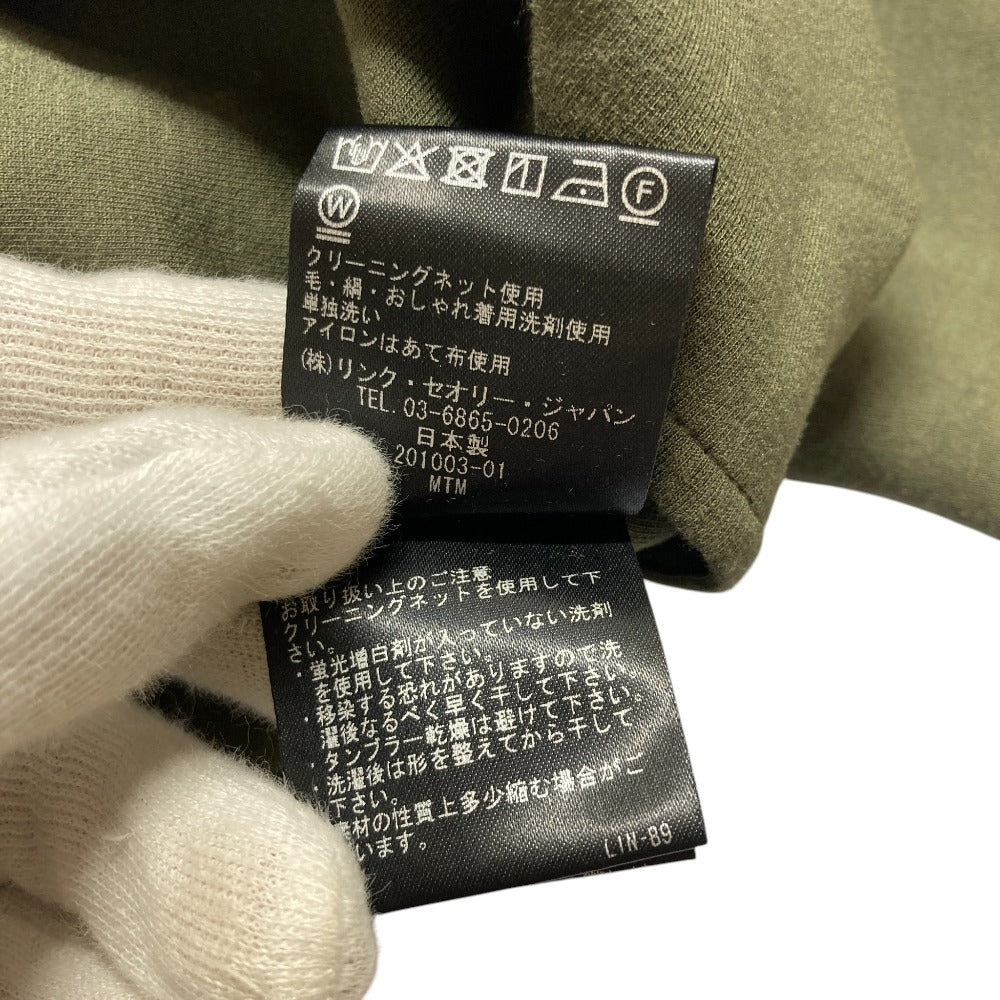 F
W
クリーニングネット使用
毛・絹・おしゃれ着用洗剤使用
単独洗い
アイロンはあて布使用
(株)リンク・セオリー・ジャパン
TEL. 03-6865-0206
日本製
201003-01
MTM
お取り扱い上のご注意
クリーニングネットを使用して下
さい。
・蛍光増白剤が入っていない洗剤
を使用して下さい。
・移染する恐れがありますので洗
濯後なるべく早く干して下さい。
・タンブラー乾燥は避けて下さい。
・洗濯後は形を整えてから干して
下さい。
材の性質上多少縮む場合がご
います。
LIN-89